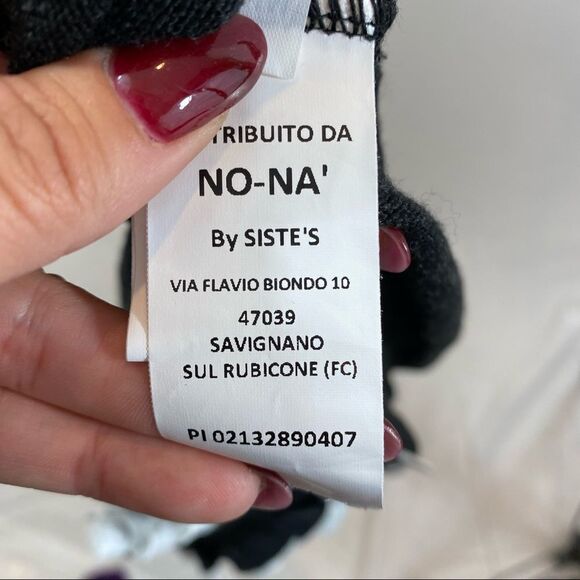 TRIBUITO DA
NO-NA'
By SISTE'S
VIA FLAVIO BIONDO 10
47039
SAVIGNANO
SUL RUBICONE (FC)
PI 02132890407